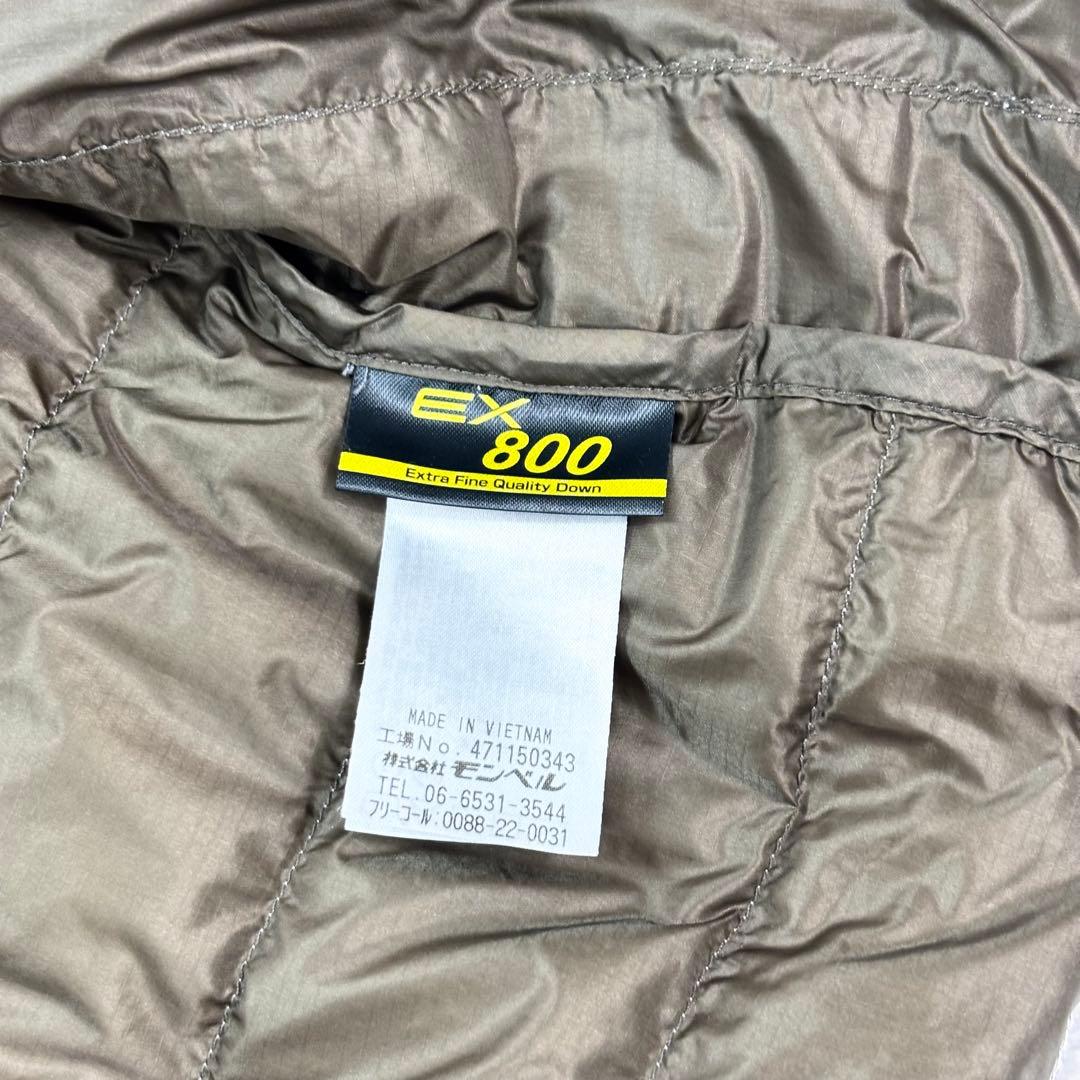 EX
800
Extra Fine Quality Down
MADE IN VIETNAM
工場No. 471150343
株式会社 モンベル
TEL.06-6531-3544
フリーコール:0088-22-0031